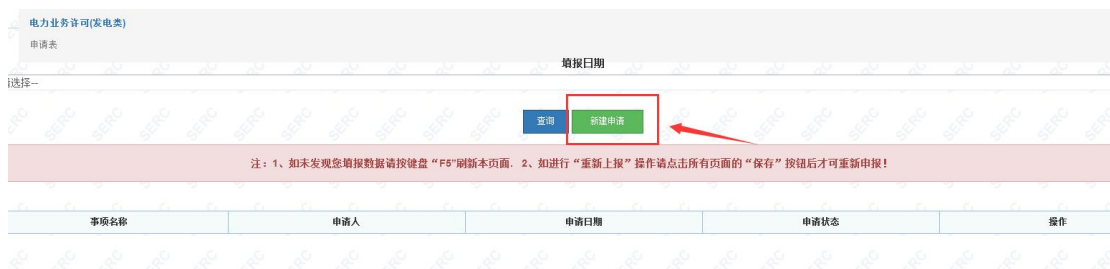 电力业务许可(发电类)
申请表
填报日期
请选择--
查询 新建申请
注：1、如未发现您填报数据请按键盘“F5”刷新本页面. 2、如进行“重新上报”操作请点击所有页面的“保存”按钮后才可重新申报！
事项名称 申请人 申请日期 申请状态 操作